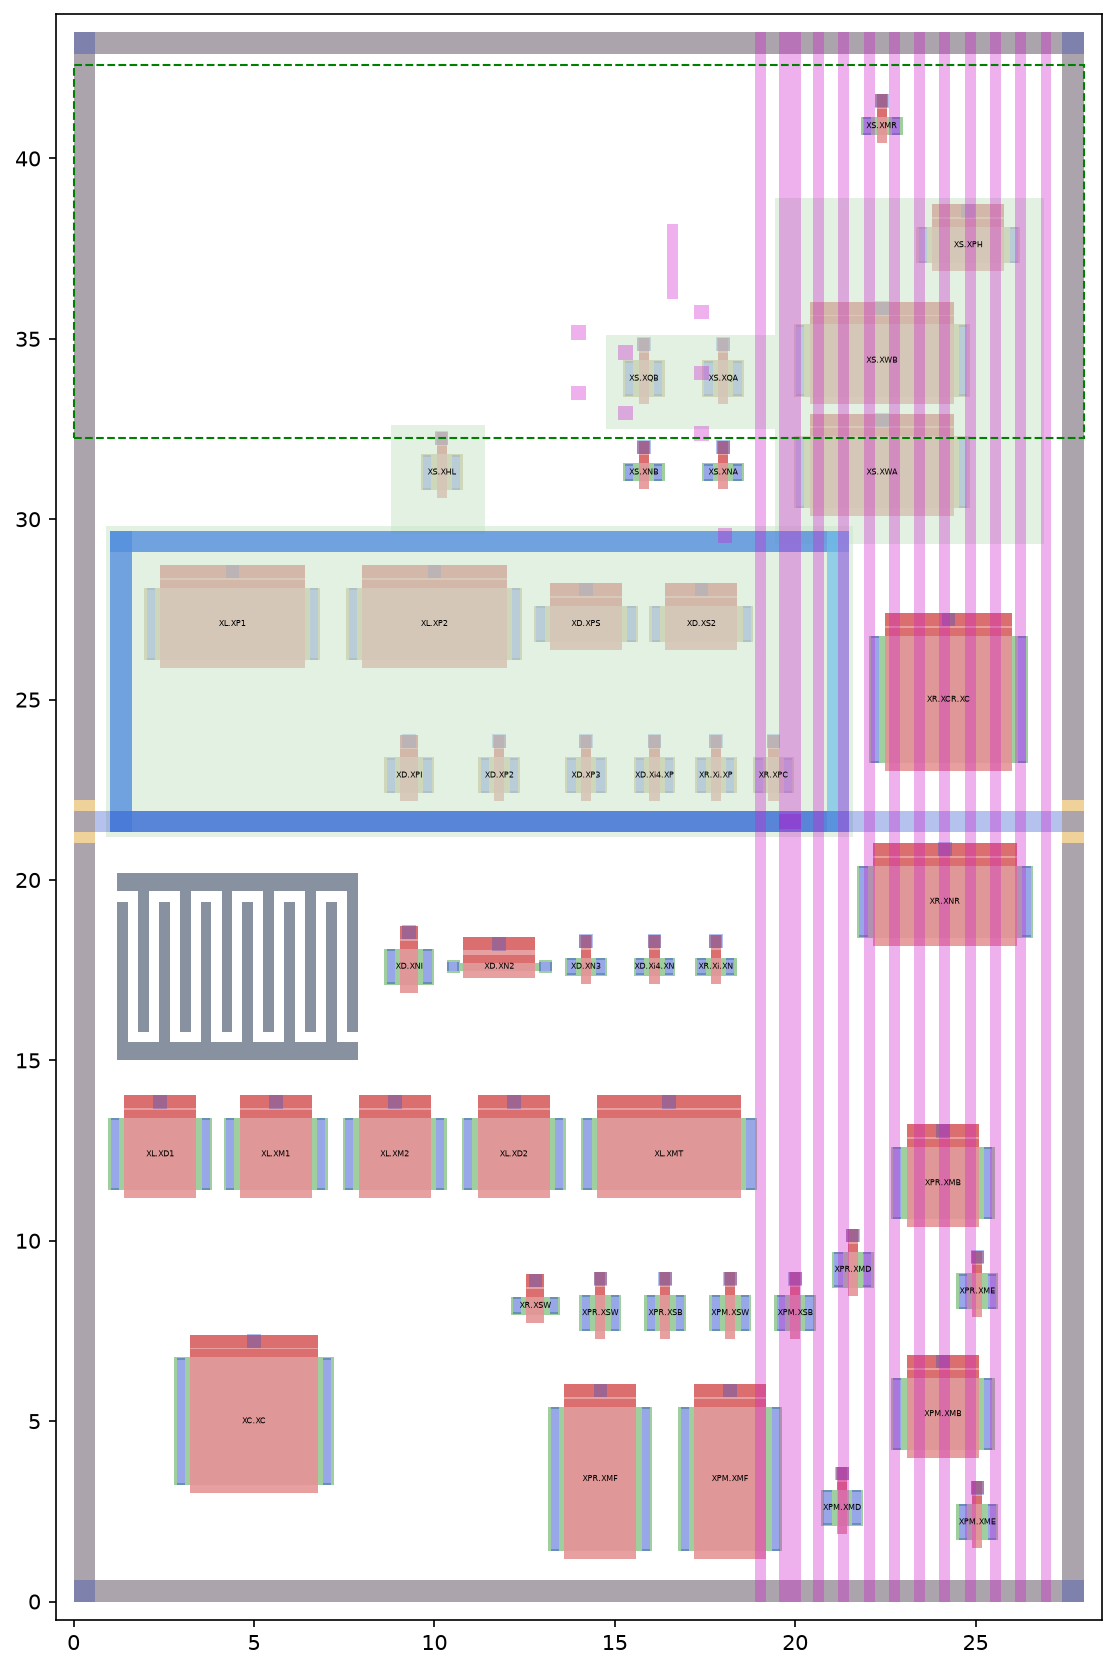 40
XS.XMR
XS.XPH
35
XS.XWB
XS.XQB XS.XQA
XS.XHL XS.XNB XS.XNA XS.XWA
30
XL.XP1 XL.XP2 XD.XPS XD.XS2
25
XR.XCR.XC
XD.XPI XD.XP2 XD.XP3 XD.Xi4.XP XR.Xi.XP XR.XPC
20
XR.XNR
XD.XNI XD.XN2 XD.XN3 XD.Xi4.XN XR.Xi.XN
15
XL.XD1 XL.XM1 XL.XM2 XL.XD2 XL.XMT
XPR.XMB
10
XPR.XMD
XPR.XME
XR.XSW XPR.XSW XPR.XSB XPM.XSW XPM.XSB
5
XC.XC
XPM.XMB
XPR.XMF XPM.XMF
XPM.XMD
XPM.XME
0
0 5 10 15 20 25